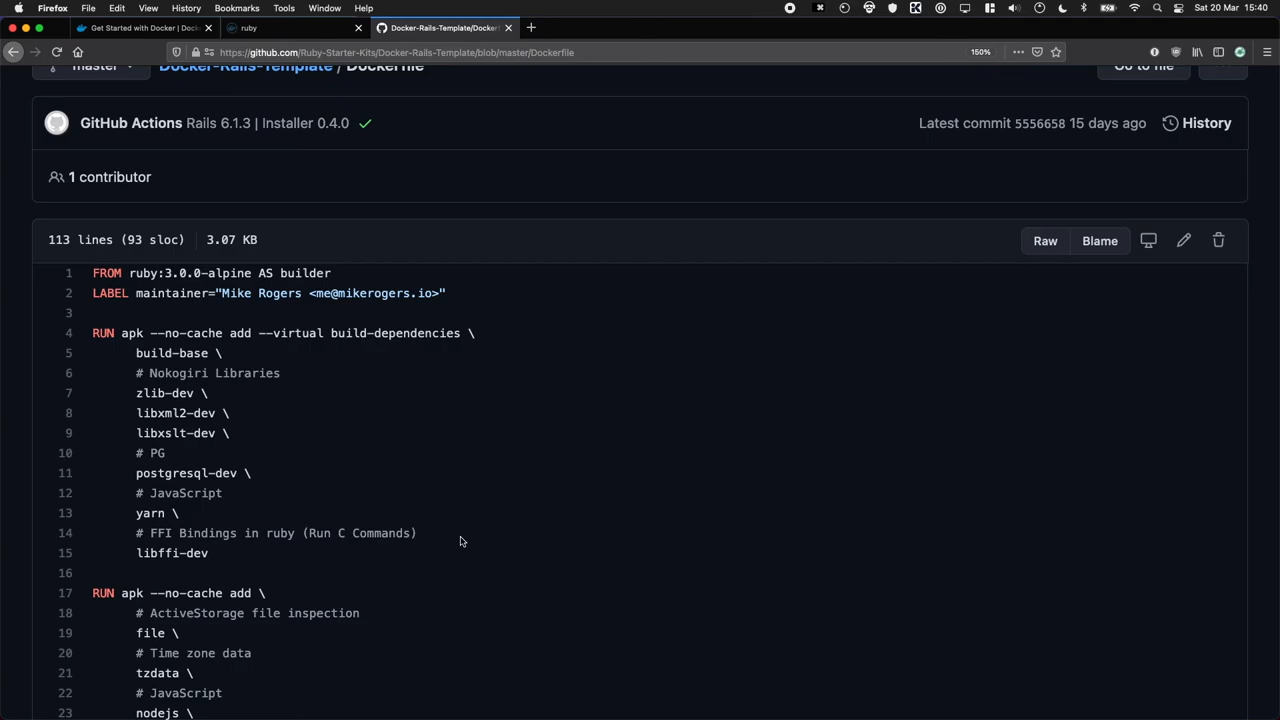 Firefox File Edit View History Bookmarks Tools Window Help Sat 20 Mar 15:40
Get Started with Docker | Docke
ruby
Docker-Rails-Template/Docker
https://github.com/Ruby-Starter-Kits/Docker-Rails-Template/blob/master/Dockerfile 150%
master Docker-Rails-Template / Dockerfile Go to file
GitHub Actions Rails 6.1.3 | Installer 0.4.0 Latest commit 5556658 15 days ago History
1 contributor
113 lines (93 sloc) 3.07 KB Raw Blame
1 FROM ruby:3.0.0-alpine AS builder
2 LABEL maintainer="Mike Rogers <me@mikerogers.io>"
3
4 RUN apk --no-cache add --virtual build-dependencies \
5 build-base \
6 # Nokogiri Libraries
7 zlib-dev \
8 libxml2-dev \
9 libxslt-dev \
10 # PG
11 postgresql-dev \
12 # JavaScript
13 yarn \
14 # FFI Bindings in ruby (Run C Commands)
15 libffi-dev
16
17 RUN apk --no-cache add \
18 # ActiveStorage file inspection
19 file \
20 # Time zone data
21 tzdata \
22 # JavaScript
23 nodejs \